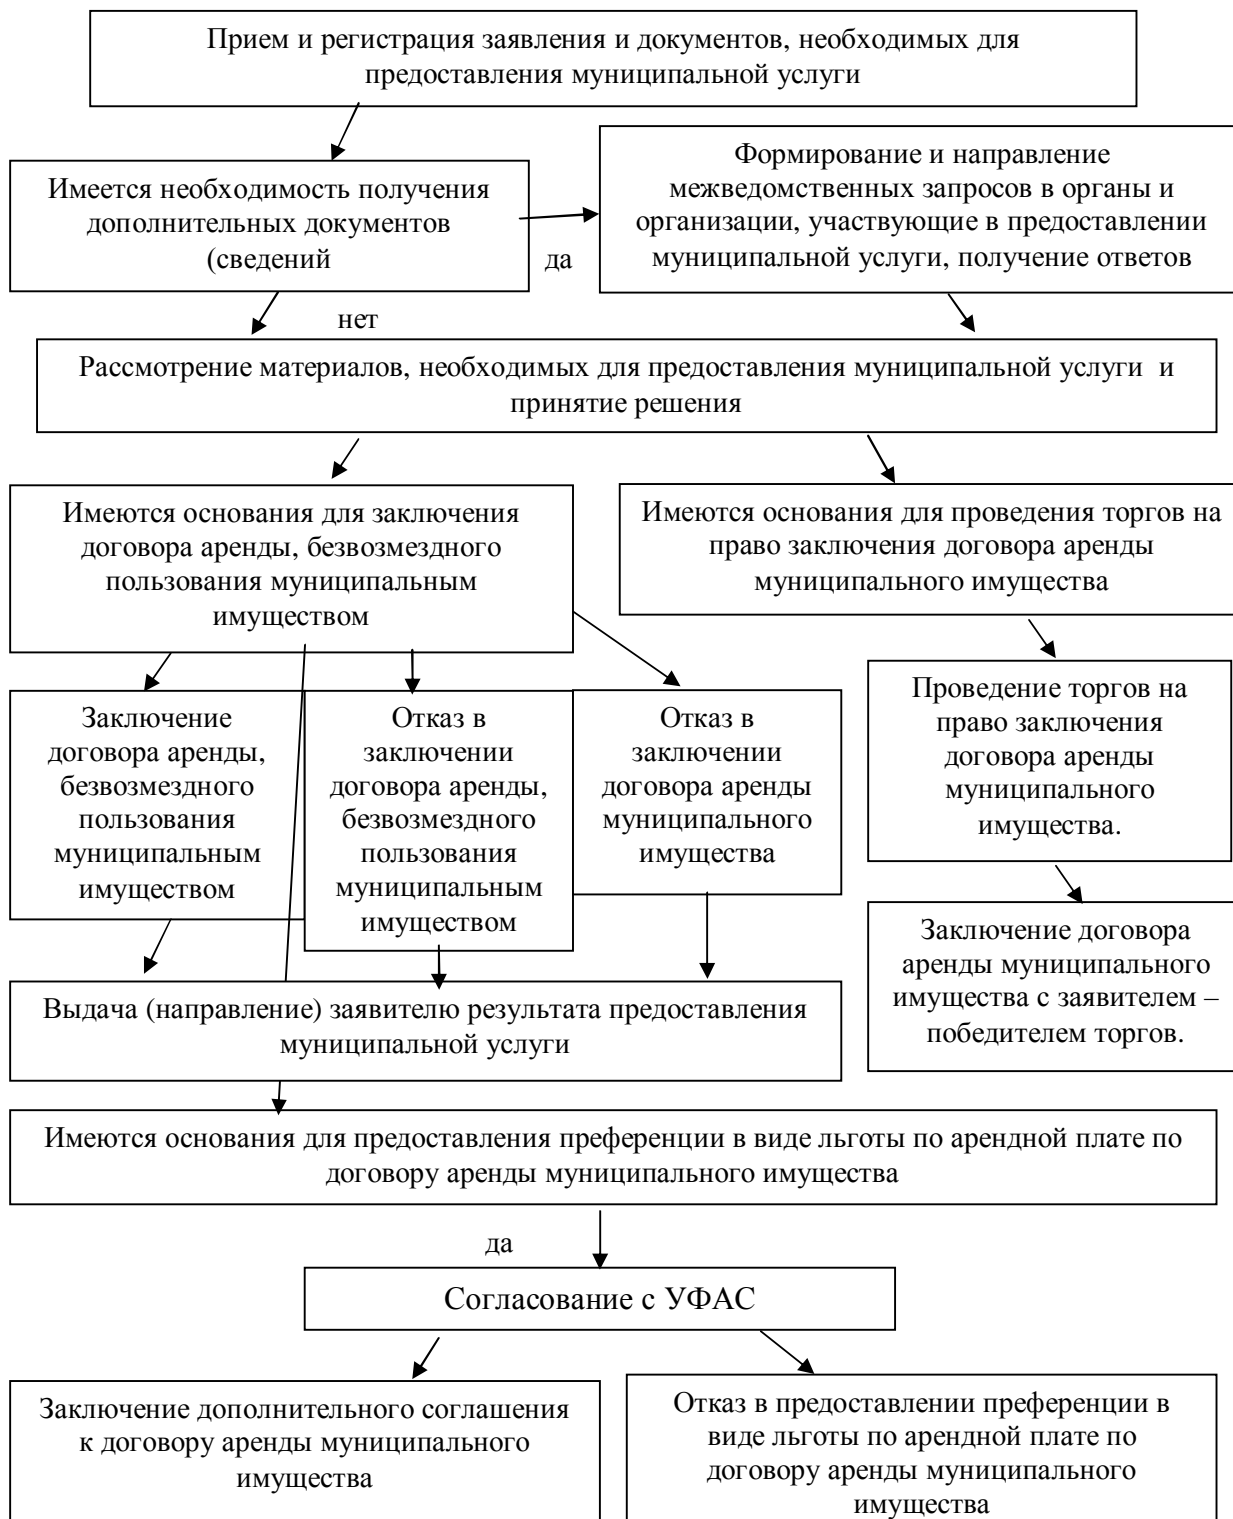 Прием и регистрация заявления и документов, необходимых для
предоставления муниципальной услуги
Имеется необходимость получения
дополнительных документов
(сведений
да
Формирование и направление
межведомственных запросов в органы и
организации, участвующие в предоставлении
муниципальной услуги, получение ответов
нет
Рассмотрение материалов, необходимых для предоставления муниципальной услуги и
принятие решения
Имеются основания для заключения
договора аренды, безвозмездного
пользования муниципальным
имуществом
Имеются основания для проведения торгов на
право заключения договора аренды
муниципального имущества
Заключение
договора аренды,
безвозмездного
пользования
муниципальным
имуществом
Отказ в
заключении
договора аренды,
безвозмездного
пользования
муниципальным
имуществом
Отказ в
заключении
договора аренды
муниципального
имущества
Проведение торгов на
право заключения
договора аренды
муниципального
имущества.
Заключение договора
аренды муниципального
имущества с заявителем –
победителем торгов.
Выдача (направление) заявителю результата предоставления
муниципальной услуги
Имеются основания для предоставления преференции в виде льготы по арендной плате по
договору аренды муниципального имущества
да
Согласование с УФАС
Заключение дополнительного соглашения
к договору аренды муниципального
имущества
Отказ в предоставлении преференции в
виде льготы по арендной плате по
договору аренды муниципального
имущества